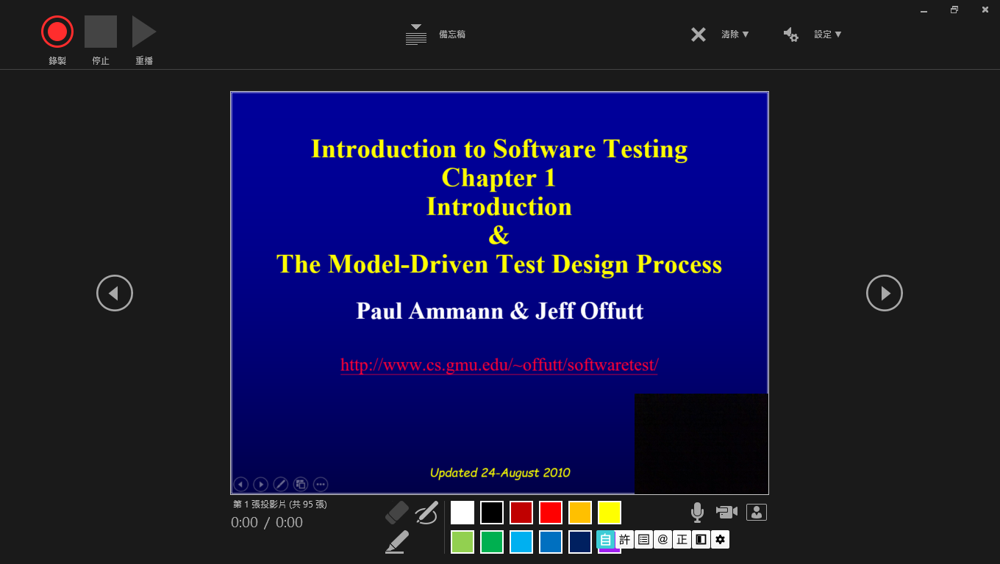 錄製
停止
重播
備忘稿
清除
設定
Introduction to Software Testing
Chapter 1
Introduction
&
The Model-Driven Test Design Process
Paul Ammann & Jeff Offutt
http://www.cs.gmu.edu/~offutt/softwaretest/
Updated 24-August 2010
第 1 張投影片 (共 95 張)
0:00 / 0:00
自 許 @ 正